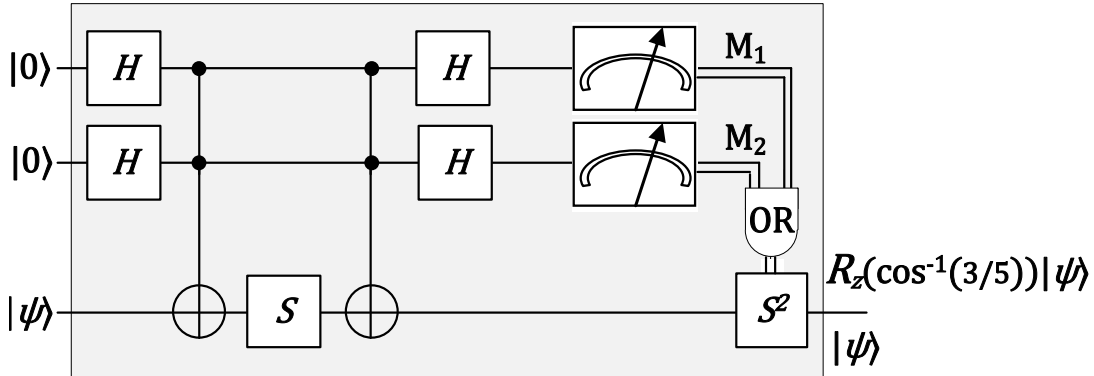 |0⟩ H H M₁
|0⟩ H H M₂
OR
R_z(cos⁻¹(3/5))|ψ⟩
|ψ⟩ S S²
|ψ⟩